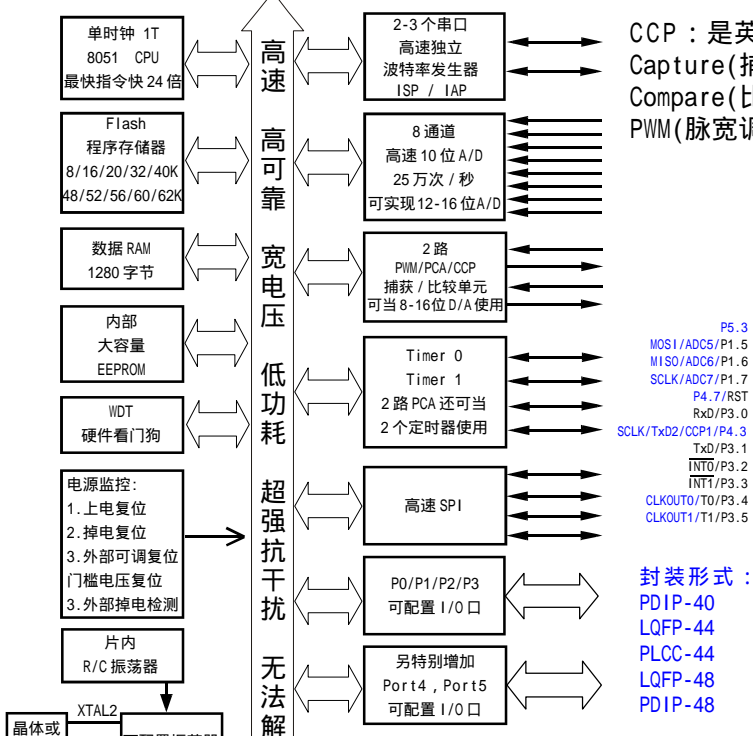 单时钟 1T
8051 CPU
最快指令快 24 倍
Flash
程序存储器
8/16/20/32/40K
48/52/56/60/62K
数据 RAM
1280 字节
内部
大容量
EEPROM
WDT
硬件看门狗
电源监控:
1.上电复位
2.掉电复位
3.外部可调复位
门槛电压复位
3.外部掉电检测
片内
R/C 振荡器
XTAL2
晶体或
高速
高可靠
宽电压
低功耗
超强抗干扰
无法解
2-3 个串口
高速独立
波特率发生器
ISP / IAP
8 通道
高速 10 位 A/D
25 万次 / 秒
可实现12-16 位A/D
2 路
PWM/PCA/CCP
捕获 / 比较单元
可当 8-16位 D/A 使用
Timer 0
Timer 1
2 路 PCA 还可当
2 个定时器使用
高速 SPI
P0/P1/P2/P3
可配置 I/O 口
另特别增加
Port4 , Port5
可配置 I/O 口
CCP : 是英
Capture(捕
Compare(比
PWM(脉宽调
P5.3
MOSI/ADC5/P1.5
MISO/ADC6/P1.6
SCLK/ADC7/P1.7
P4.7/RST
RxD/P3.0
SCLK/TxD2/CCP1/P4.3
TxD/P3.1
INT0/P3.2
INT1/P3.3
CLKOUT0/T0/P3.4
CLKOUT1/T1/P3.5
封装形式 :
PDIP-40
LQFP-44
PLCC-44
LQFP-48
PDIP-48